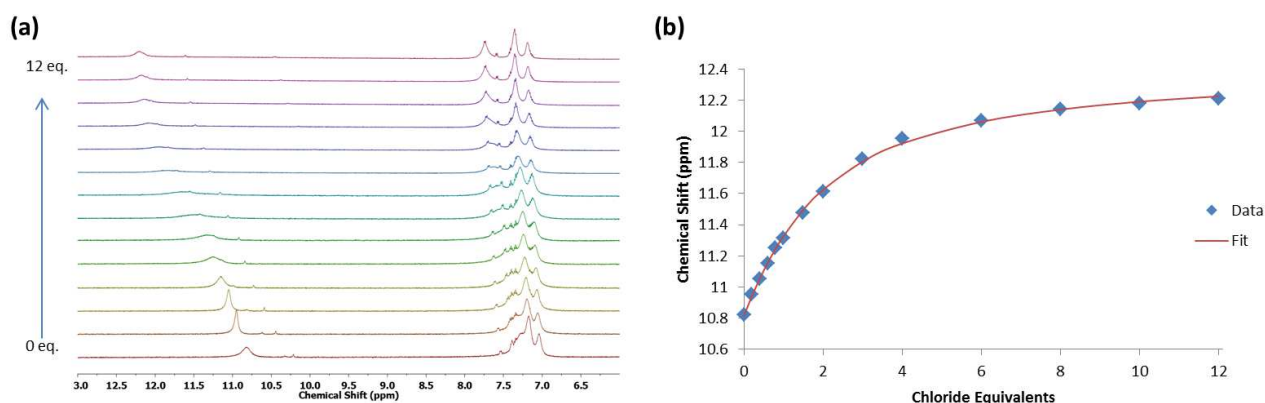 (a)
12 eq.
0 eq.
3.0 12.5 12.0 11.5 11.0 10.5 10.0 9.5 9.0 8.5 8.0 7.5 7.0 6.5
Chemical Shift (ppm)
(b)
12.4
12.2
12
11.8
11.6
11.4
11.2
11
10.8
10.6
Chemical Shift (ppm)
0 2 4 6 8 10 12
Chloride Equivalents
Data
Fit